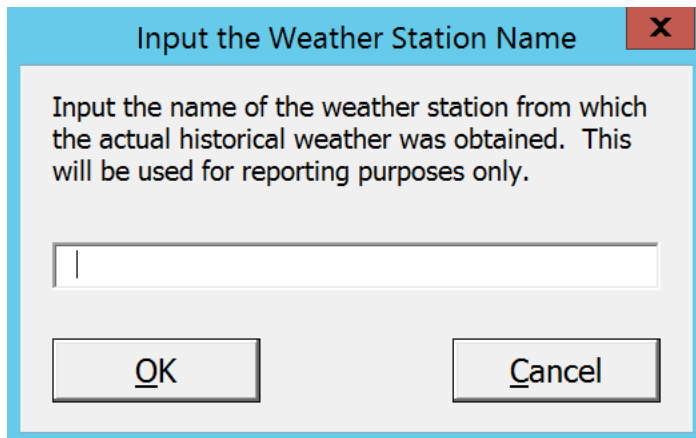 Input the Weather Station Name
X
Input the name of the weather station from which
the actual historical weather was obtained.  This
will be used for reporting purposes only.
OK
Cancel